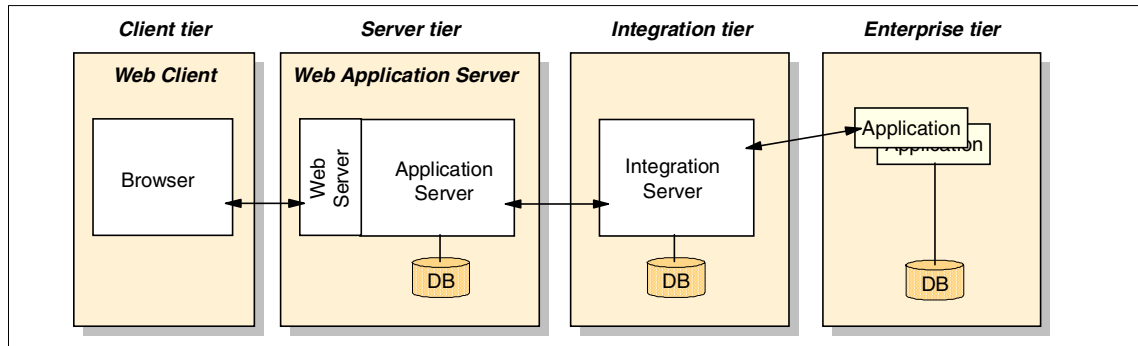 Client tier
Server tier
Integration tier
Enterprise tier
Web Client
Web Application Server
Browser
Web
Server
Application
Server
DB
Integration
Server
DB
Application
Application
DB